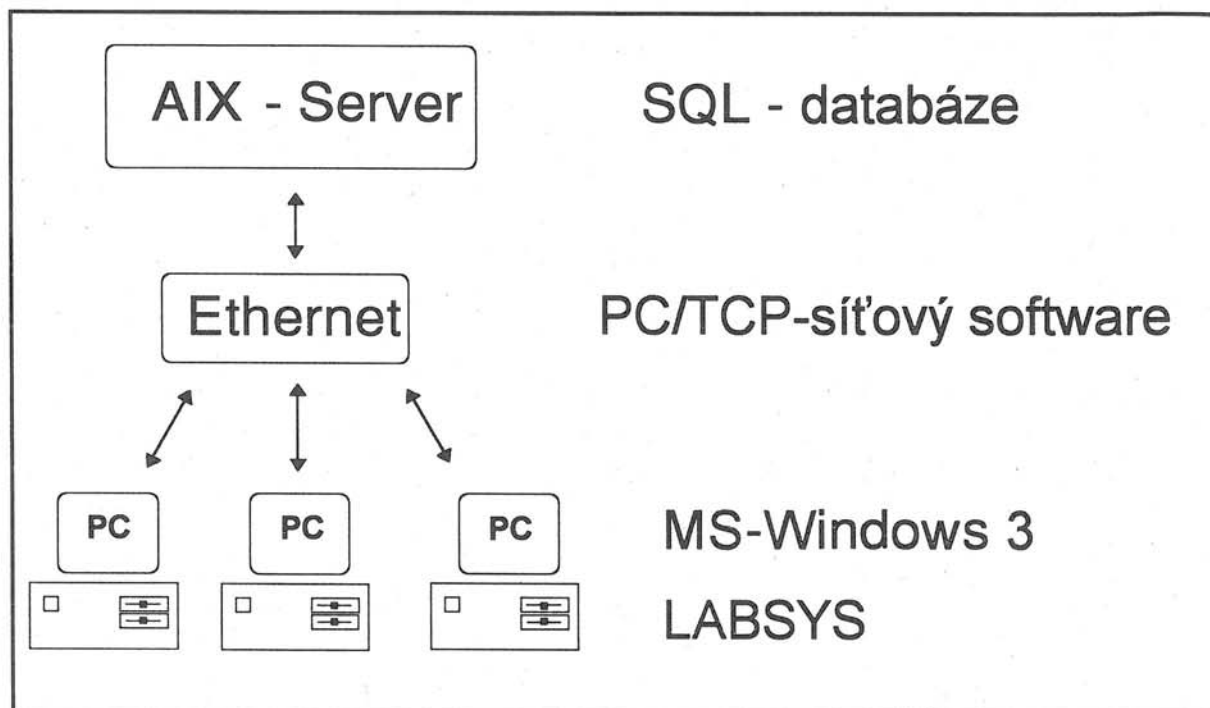 AIX - Server
SQL - databáze
Ethernet
PC/TCP-síťový software
PC PC PC
MS-Windows 3
LABSYS